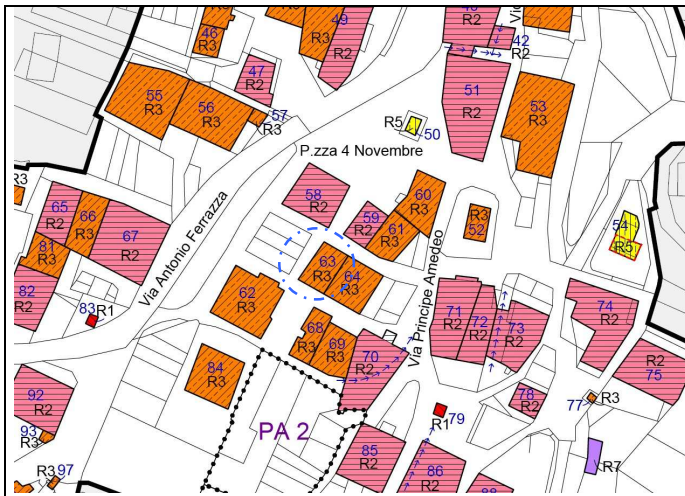 46
R3
R3
49
R2
R2
42
R2
47
R2
55
R3
56
R3
57
R3
51
R2
53
R3
R5
50
P.zza 4 Novembre
R3
65
R2
66
R3
67
R2
58
R2
59
R2
60
R3
61
R3
R3
52
54
R5
81
R3
82
R2
83
R1
Via Antonio Ferrazza
63
R3
64
R3
62
R3
Via Principe Amedeo
71
R2
72
R2
73
R2
74
R2
68
R3
69
R3
70
R2
84
R3
R2
75
92
R2
93
R3
78
R2
77
R3
R1
79
PA 2
85
R2
86
R2
88
R7
R3
97